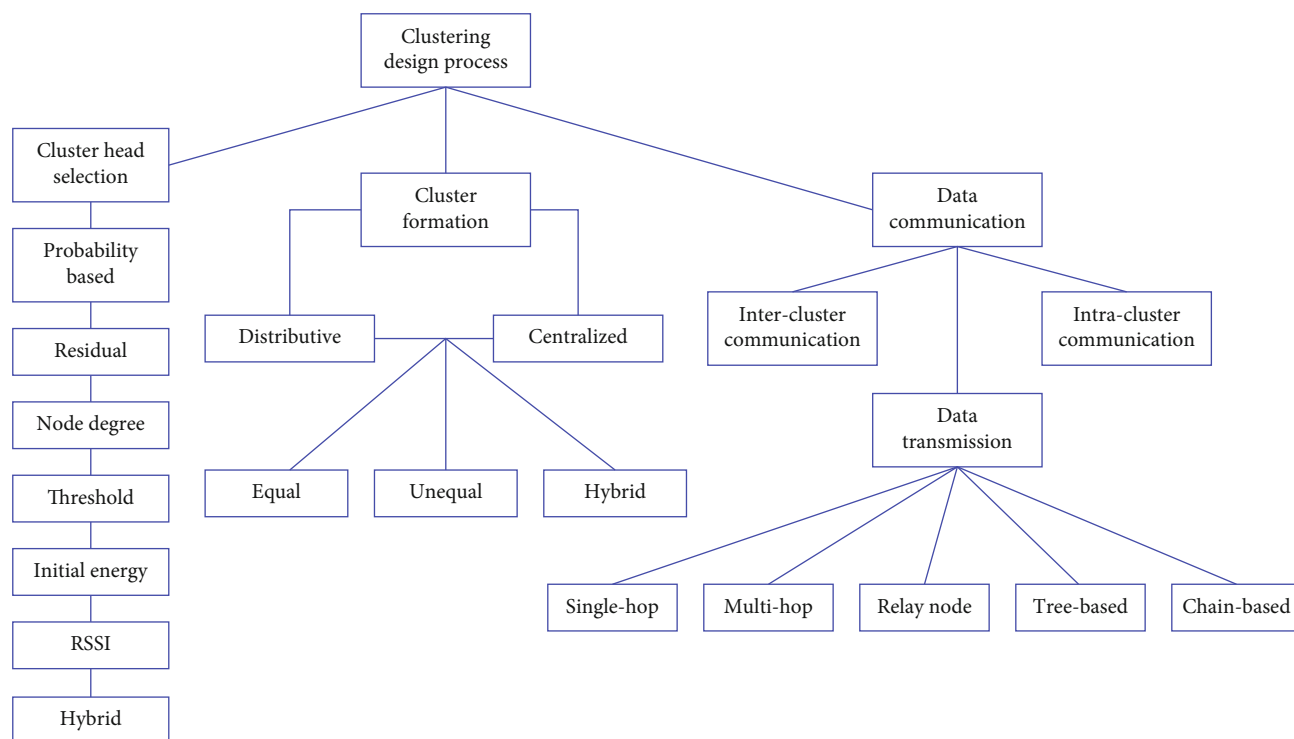 Clustering
design process
Cluster head
selection
Probability
based
Residual
Node degree
Threshold
Initial energy
RSSI
Hybrid
Cluster
formation
Distributive
Centralized
Equal
Unequal
Hybrid
Data
communication
Inter-cluster
communication
Intra-cluster
communication
Data
transmission
Single-hop
Multi-hop
Relay node
Tree-based
Chain-based